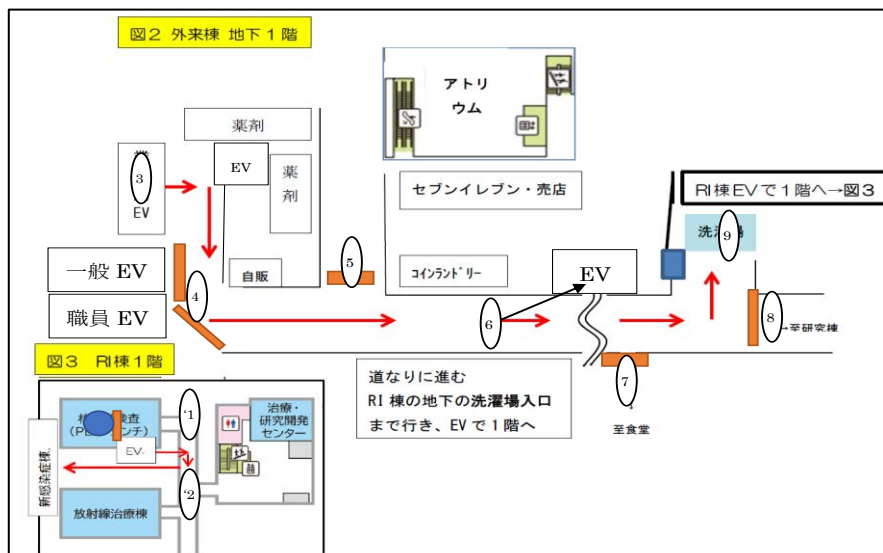 図2 外来棟 地下1階
アトリ
ウム
薬剤
EV
薬
剤
③
EV
セブンイレブン・売店
RI棟EVで1階へ→図3
⑨
一般 EV
職員 EV
④
自販
⑤
コインランドリー
EV
⑥
⑧
→至研究棟
⑦
至食堂
道なりに進む
RI 棟の地下の洗濯場入口
まで行き、EV で 1階へ
図3 RI棟1階
'1
治療・
研究開発
センター
EV
'2
新感染症棟
放射線治療棟